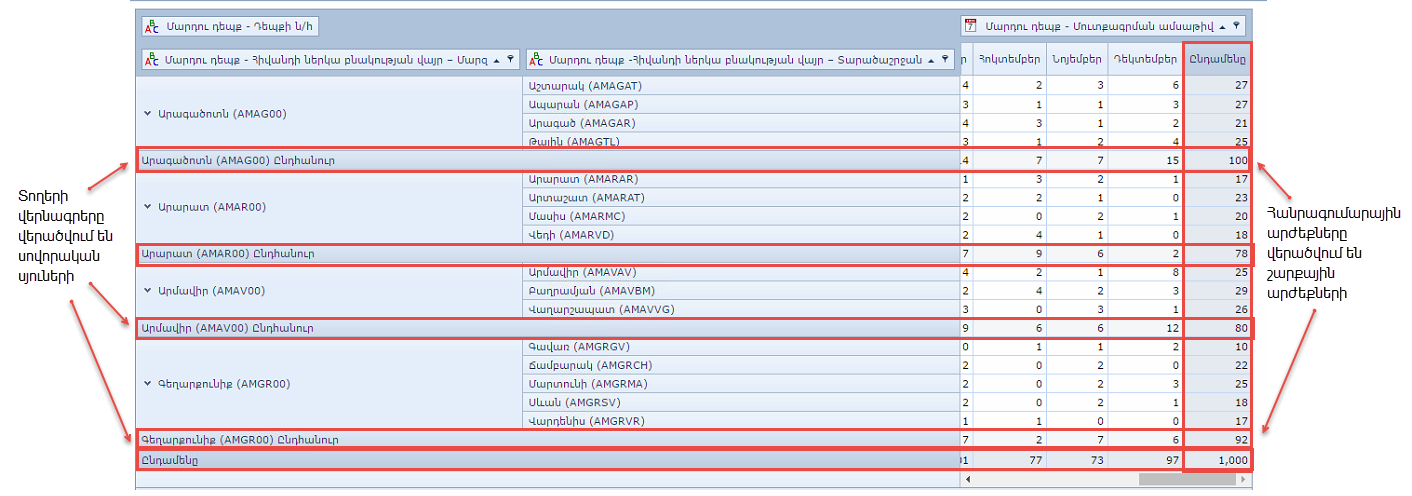 Մարդու դեպք - Դեպքի ն/հ
Մարդու դեպք - Մուտքագրման ամսաթիվ
Մարդու դեպք - Հիվանդի ներկա բնակության վայր – Մարզ
Մարդու դեպք -Հիվանդի ներկա բնակության վայր – Տարածաշրջան
ր Հոկտեմբեր Նոյեմբեր Դեկտեմբեր Ընդամենը
Աշտարակ (AMAGAT) 4 2 3 6 27
Ապարան (AMAGAP) 3 1 1 3 27
Արագածոտն (AMAG00)
Արագած (AMAGAR) 4 3 1 2 21
Թալին (AMAGTL) 3 1 2 4 25
Արագածոտն (AMAG00) Ընդհանուր 14 7 7 15 100
Արարատ (AMARAR) 1 3 2 1 17
Արտաշատ (AMARAT) 2 2 1 0 23
Արարատ (AMAR00)
Մասիս (AMARMC) 2 0 2 1 20
Վեդի (AMARVD) 2 4 1 0 18
Արարատ (AMAR00) Ընդհանուր 7 9 6 2 78
Արմավիր (AMAVAV) 4 2 1 8 25
Արմավիր (AMAV00)
Բաղրամյան (AMAVBM) 2 4 2 3 29
Վաղարշապատ (AMAVVG) 3 0 3 1 26
Արմավիր (AMAV00) Ընդհանուր 9 6 6 12 80
Գավառ (AMGRGV) 0 1 1 2 10
Ճամբարակ (AMGRCH) 2 0 2 0 22
Գեղարքունիք (AMGR00)
Մարտունի (AMGRMA) 2 0 2 3 25
Սևան (AMGRSV) 2 0 2 1 18
Վարդենիս (AMGRVR) 1 1 0 0 17
Գեղարքունիք (AMGR00) Ընդհանուր 7 2 7 6 92
Ընդամենը 77 73 97 1,000
Տողերի
վերնագրերը
վերածվում են
սովորական
սյուների
Հանրագումարային
արժեքները
վերածվում են
շարքային
արժեքների